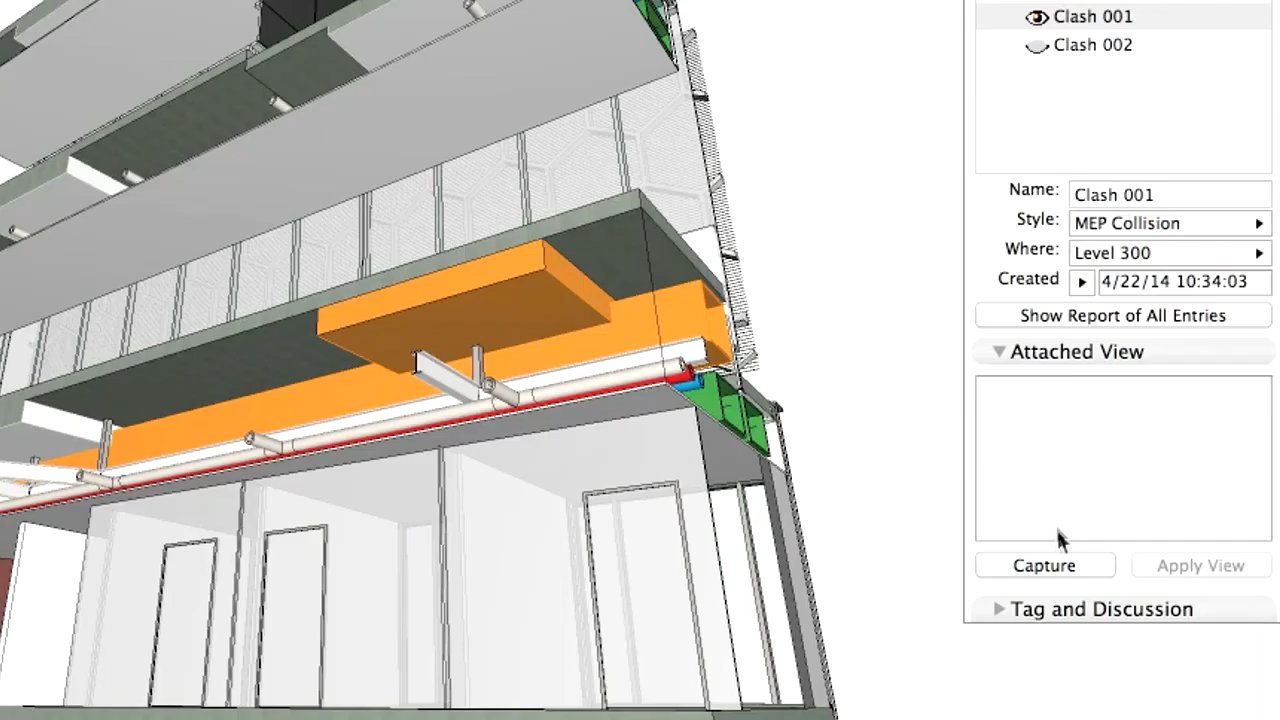 Clash 001
Clash 002
Name: Clash 001
Style: MEP Collision
Where: Level 300
Created 4/22/14 10:34:03
Show Report of All Entries
Attached View
Capture Apply View
Tag and Discussion